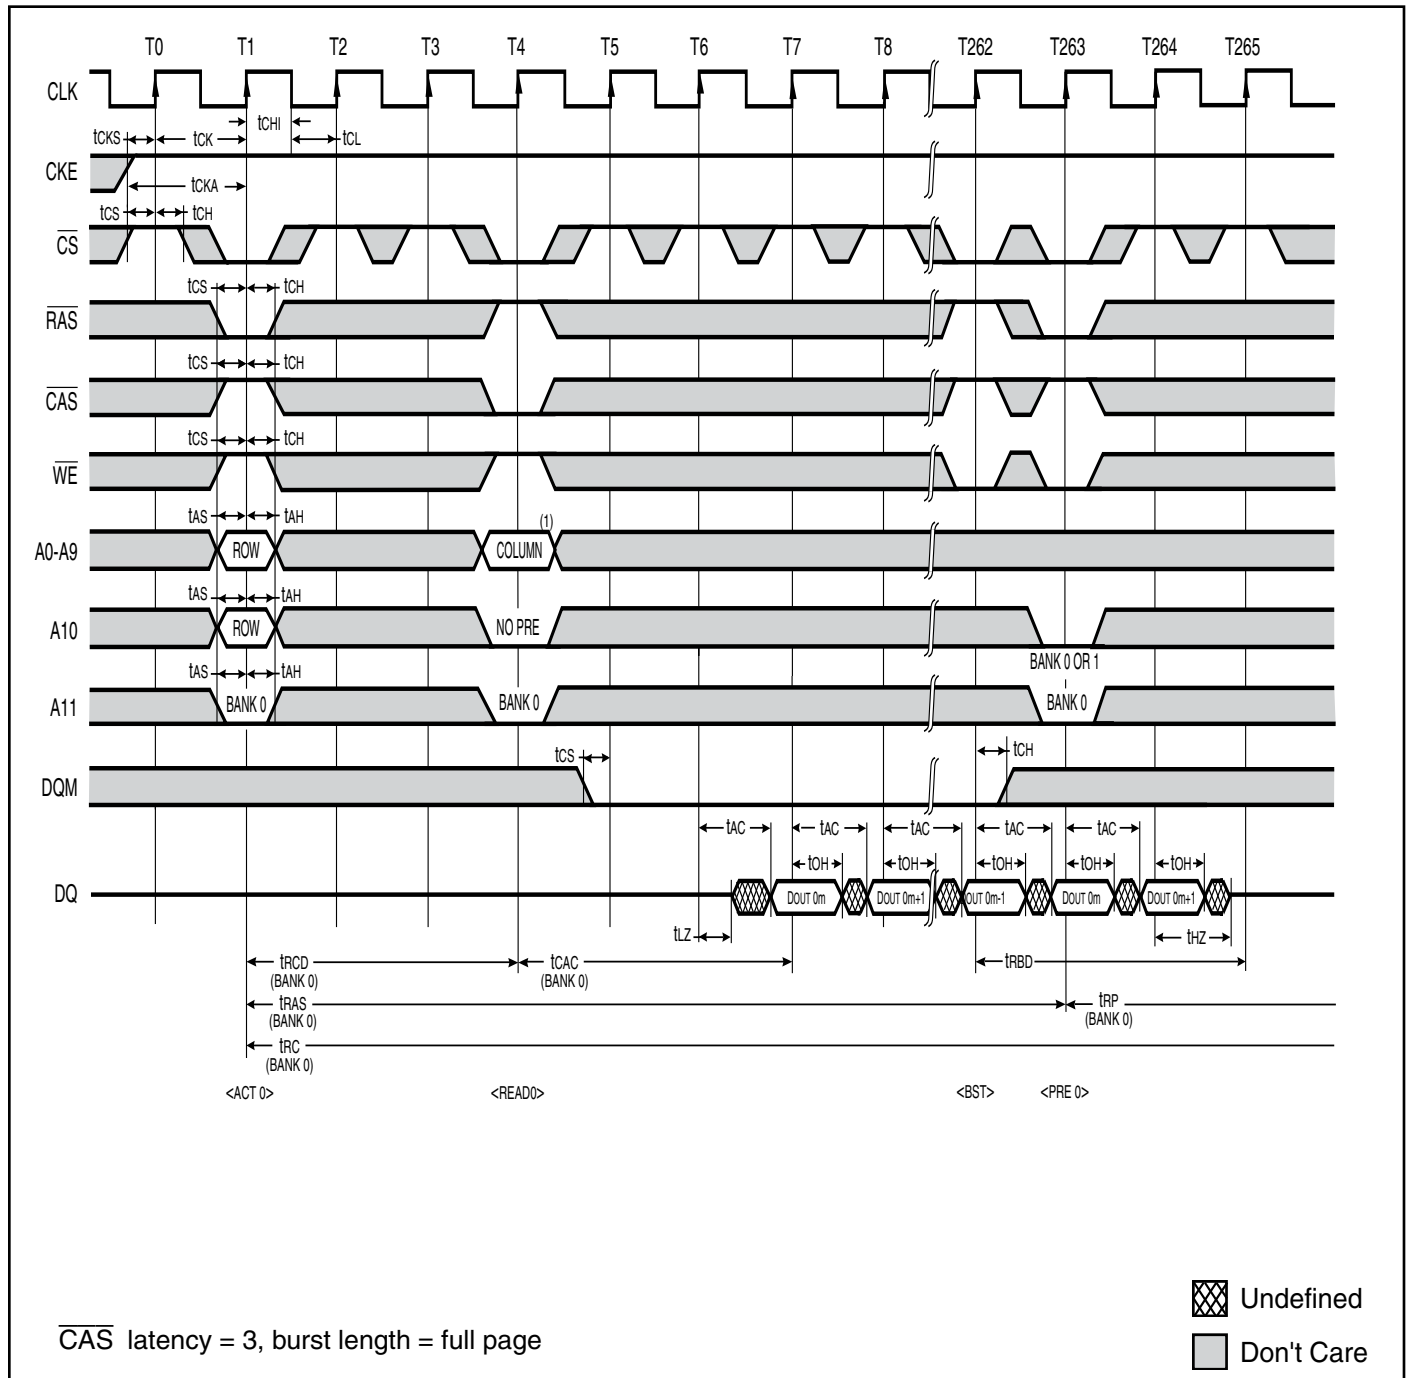 T0 T1 T2 T3 T4 T5 T6 T7 T8 T262 T263 T264 T265
CLK
tCHI
tCKS tCK tCL
CKE
tCKA
tCS tCH
CS
tCS tCH
RAS
tCS tCH
CAS
tCS tCH
WE
tAS tAH (1)
A0-A9 ROW COLUMN
tAS tAH
A10 ROW NO PRE
BANK 0 OR 1
tAS tAH
A11 BANK 0 BANK 0 BANK 0
tCS tCH
DQM
tAC tAC tAC tAC tAC
tOH tOH tOH tOH tOH
DQ DOUT 0m DOUT 0m+1 OUT 0m-1 DOUT 0m DOUT 0m+1
tLZ tHZ
tRCD tCAC tRBD
(BANK 0) (BANK 0)
tRAS tRP
(BANK 0) (BANK 0)
tRC
(BANK 0)
<ACT 0> <READ0> <BST> <PRE 0>
Undefined
CAS latency = 3, burst length = full page
Don't Care